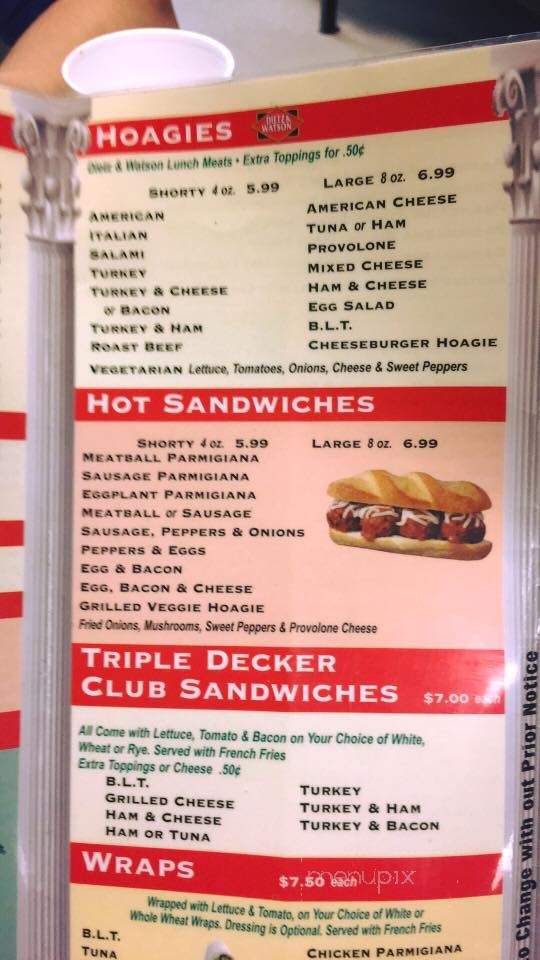 HOAGIES
DIETZ & WATSON
Dietz & Watson Lunch Meats • Extra Toppings for .50¢
SHORTY 4 OZ. 5.99
LARGE 8 OZ. 6.99
AMERICAN
ITALIAN
SALAMI
TURKEY
TURKEY & CHEESE
or BACON
TURKEY & HAM
ROAST BEEF
AMERICAN CHEESE
TUNA or HAM
PROVOLONE
MIXED CHEESE
HAM & CHEESE
EGG SALAD
B.L.T.
CHEESEBURGER HOAGIE
VEGETARIAN Lettuce, Tomatoes, Onions, Cheese & Sweet Peppers
HOT SANDWICHES
SHORTY 4 OZ. 5.99
LARGE 8 OZ. 6.99
MEATBALL PARMIGIANA
SAUSAGE PARMIGIANA
EGGPLANT PARMIGIANA
MEATBALL or SAUSAGE
SAUSAGE, PEPPERS & ONIONS
PEPPERS & EGGS
EGG & BACON
EGG, BACON & CHEESE
GRILLED VEGGIE HOAGIE
Fried Onions, Mushrooms, Sweet Peppers & Provolone Cheese
TRIPLE DECKER
CLUB SANDWICHES $7.00 each
All Come with Lettuce, Tomato & Bacon on Your Choice of White,
Wheat or Rye. Served with French Fries
Extra Toppings or Cheese .50¢
B.L.T.
GRILLED CHEESE
HAM & CHEESE
HAM OR TUNA
TURKEY
TURKEY & HAM
TURKEY & BACON
WRAPS
$7.50 each
menupix
Wrapped with Lettuce & Tomato, on Your Choice of White or
Whole Wheat Wraps. Dressing is Optional. Served with French Fries
B.L.T.
TUNA
CHICKEN PARMIGIANA
to Change with out Prior Notice